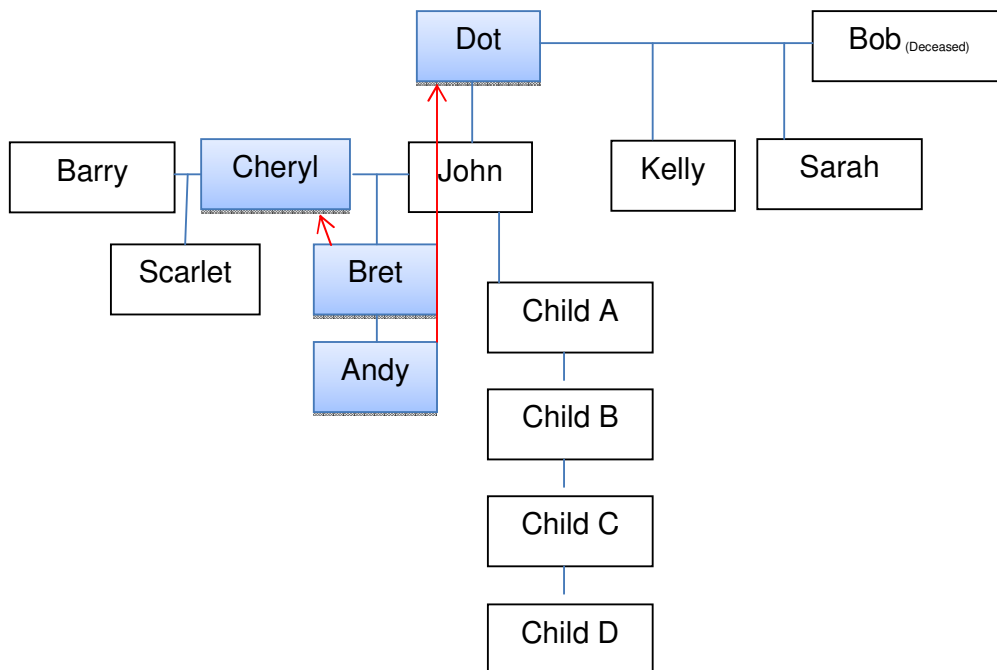 Dot
Bob (Deceased)
Barry
Cheryl
John
Kelly
Sarah
Scarlet
Bret
Child A
Andy
Child B
Child C
Child D